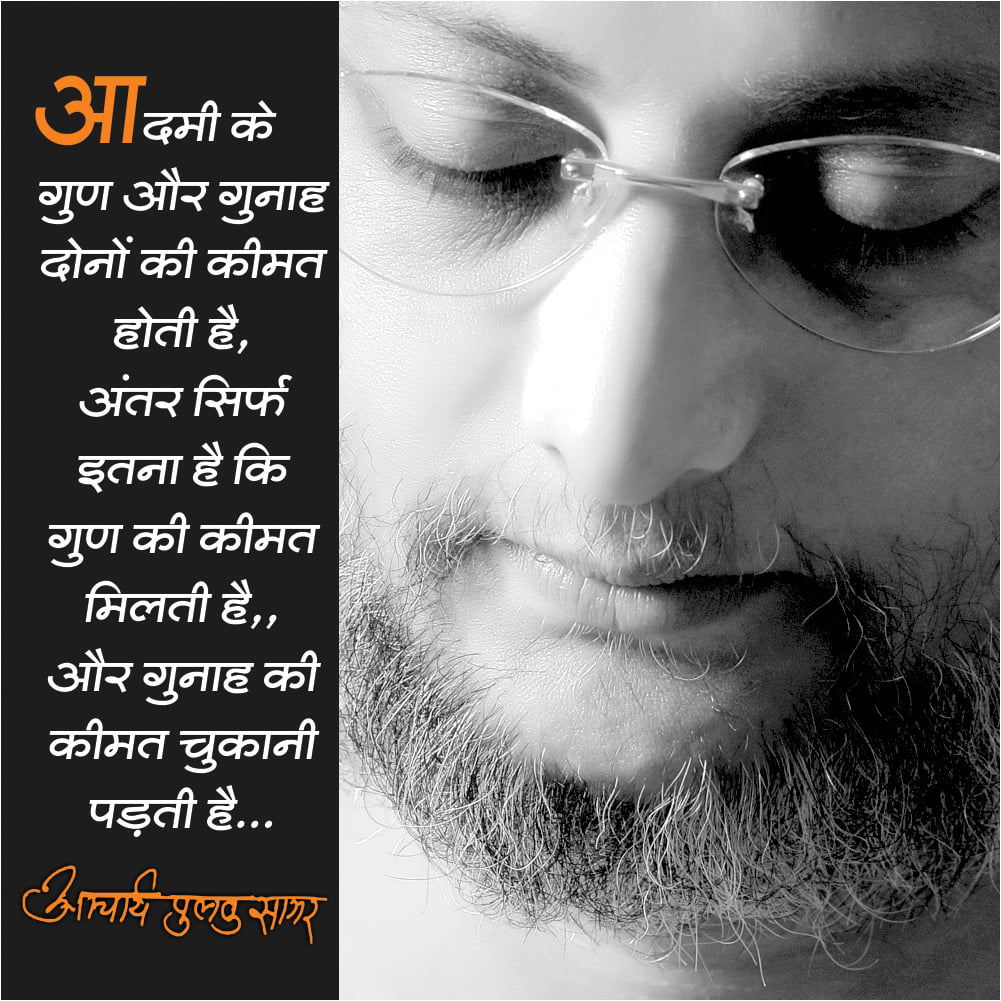 आदमी के
गुण और गुनाह
दोनों की कीमत
होती है,
अंतर सिर्फ
इतना है कि
गुण की कीमत
मिलती है,,
और गुनाह की
कीमत चुकानी
पड़ती है...
आचार्य पुलक सागर